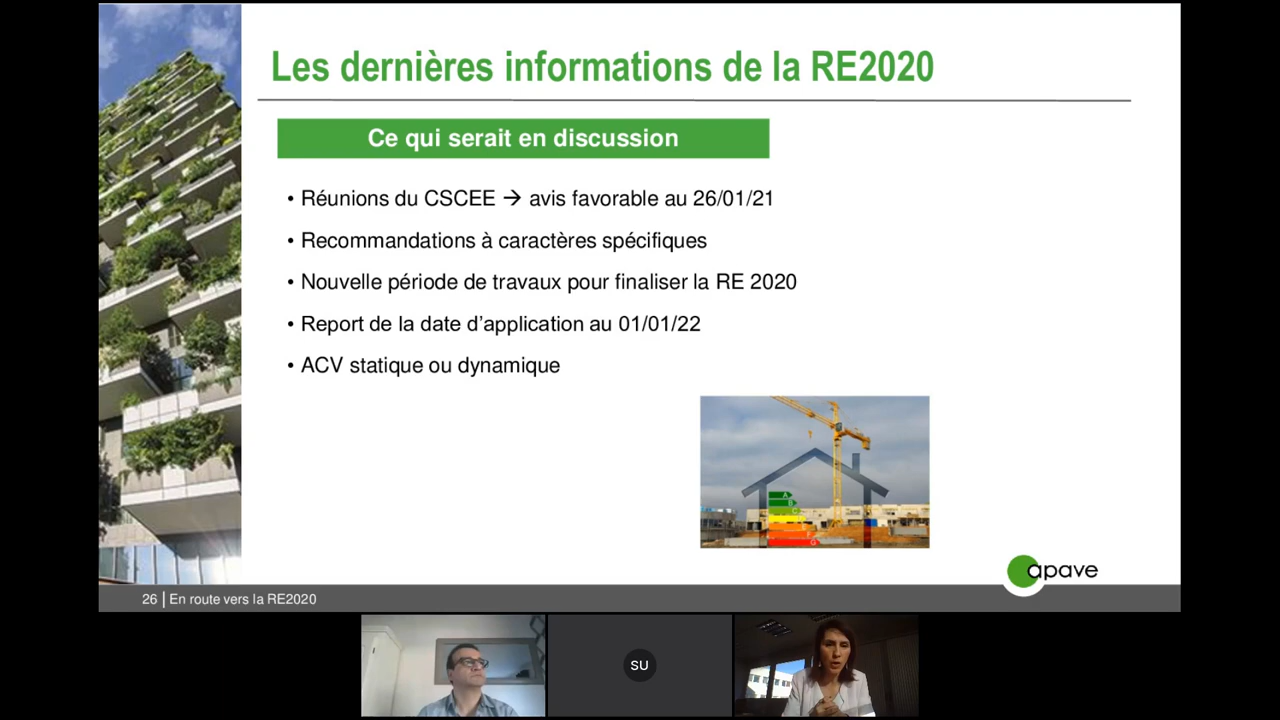 Les dernières informations de la RE2020
Ce qui serait en discussion
• Réunions du CSCEE → avis favorable au 26/01/21
• Recommandations à caractères spécifiques
• Nouvelle période de travaux pour finaliser la RE 2020
• Report de la date d’application au 01/01/22
• ACV statique ou dynamique
apave
26 | En route vers la RE2020
SU